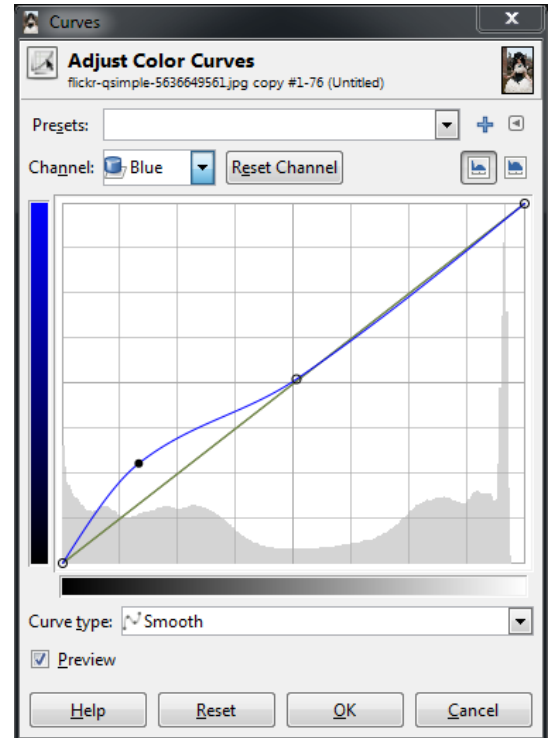 Curves
Adjust Color Curves
flickr-qsimple-5636649561.jpg copy #1-76 (Untitled)
Presets:
Channel: Blue Reset Channel
Curve type: Smooth
Preview
Help Reset OK Cancel